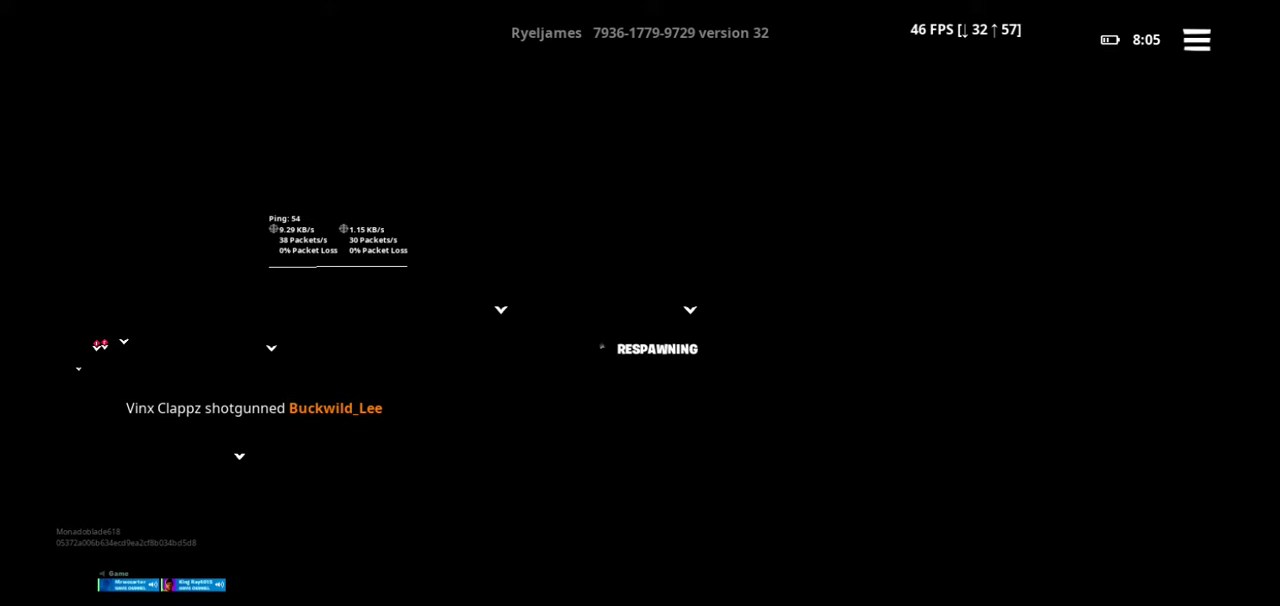 Ryeljames 7936-1779-9729 version 32
46 FPS [↓ 32 ↑ 57]
8:05
Ping: 54
9.29 KB/s 1.15 KB/s
38 Packets/s 30 Packets/s
0% Packet Loss 0% Packet Loss
RESPAWNING
Vinx Clappz shotgunned Buckwild_Lee
Monadoblade618
Game